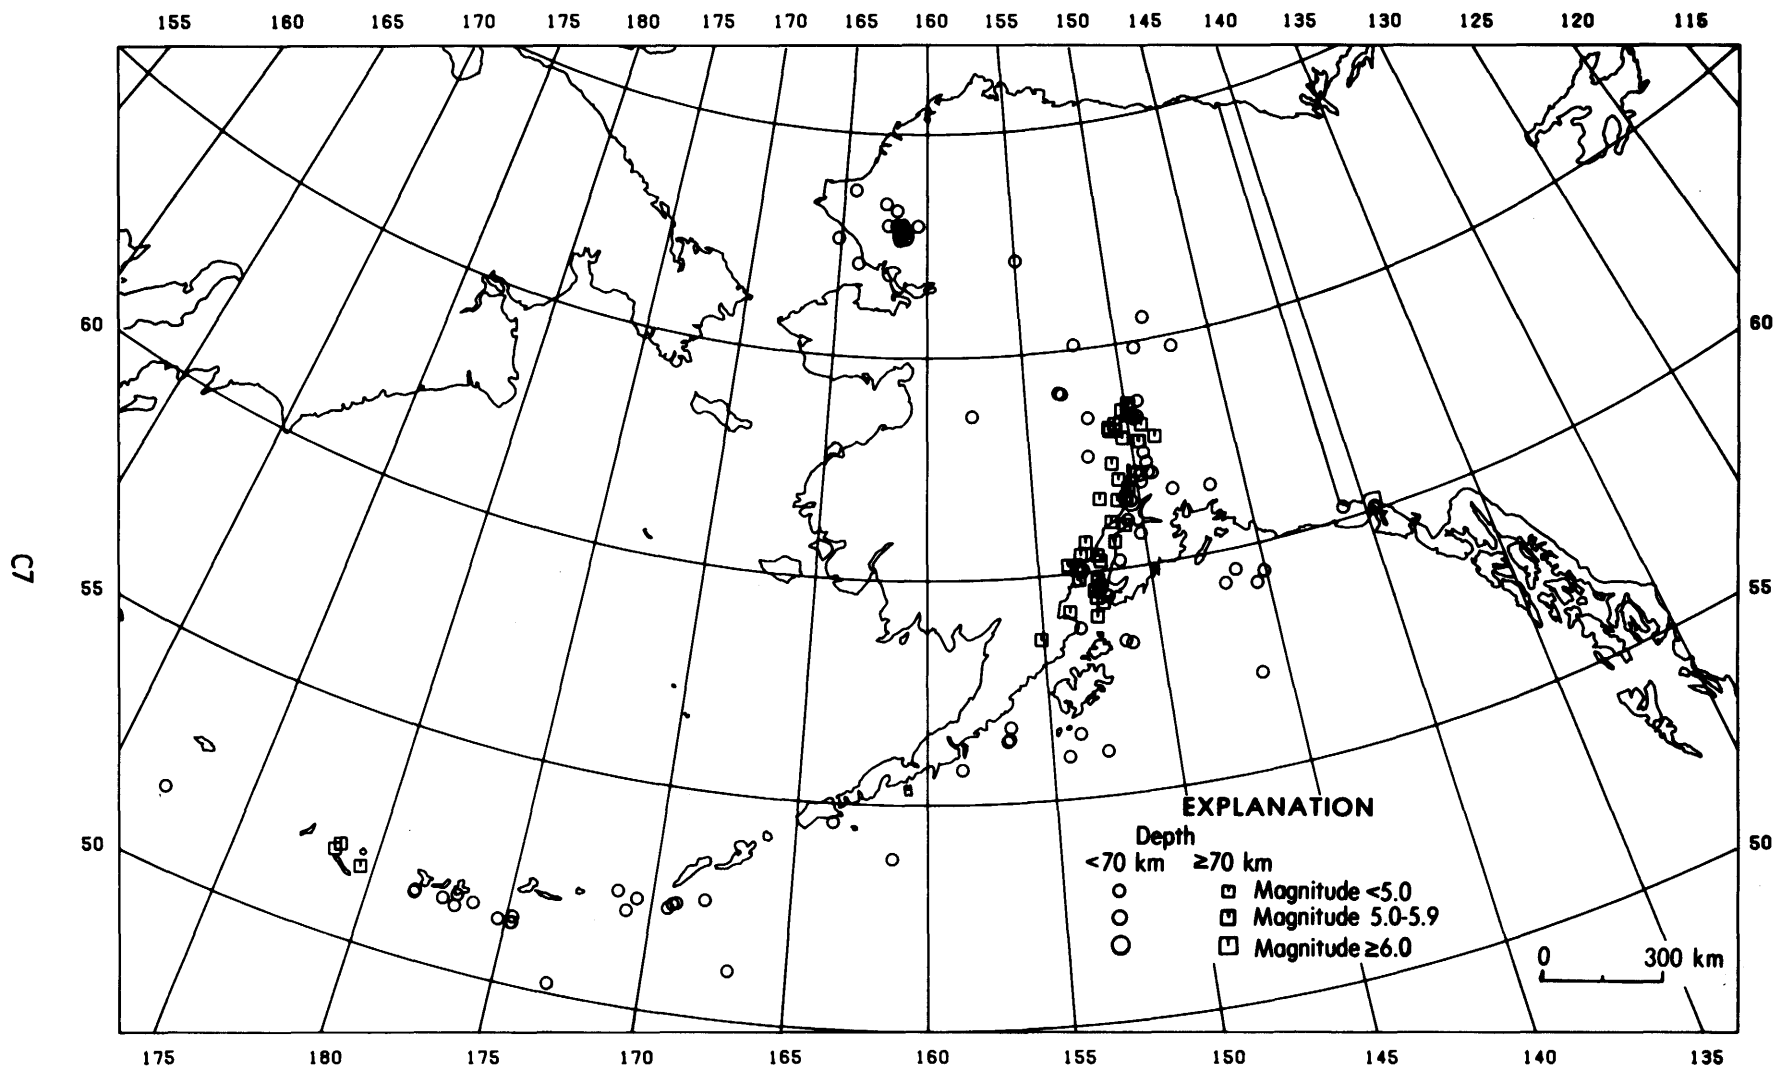 155 160 165 170 175 180 175 170 165 160 155 150 145 140 135 130 125 120 115
60 60
C7
55 55
50 50
EXPLANATION
Depth
<70 km ≥70 km
Magnitude <5.0
Magnitude 5.0-5.9
Magnitude ≥6.0
0 300 km
175 180 175 170 165 160 155 150 145 140 135